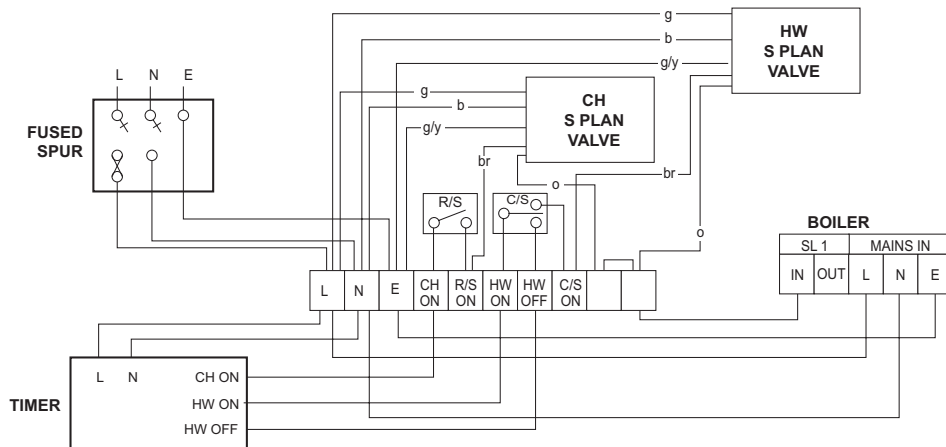 g
HW
S PLAN
VALVE
b
g/y
L N E
g
CH
S PLAN
VALVE
b
FUSED
SPUR
g/y
br
br
o
R/S
C/S
o
BOILER
SL 1
MAINS IN
IN
OUT
L
N
E
L
N
E
CH
ON
R/S
ON
HW
ON
HW
OFF
C/S
ON
L N
CH ON
TIMER
HW ON
HW OFF